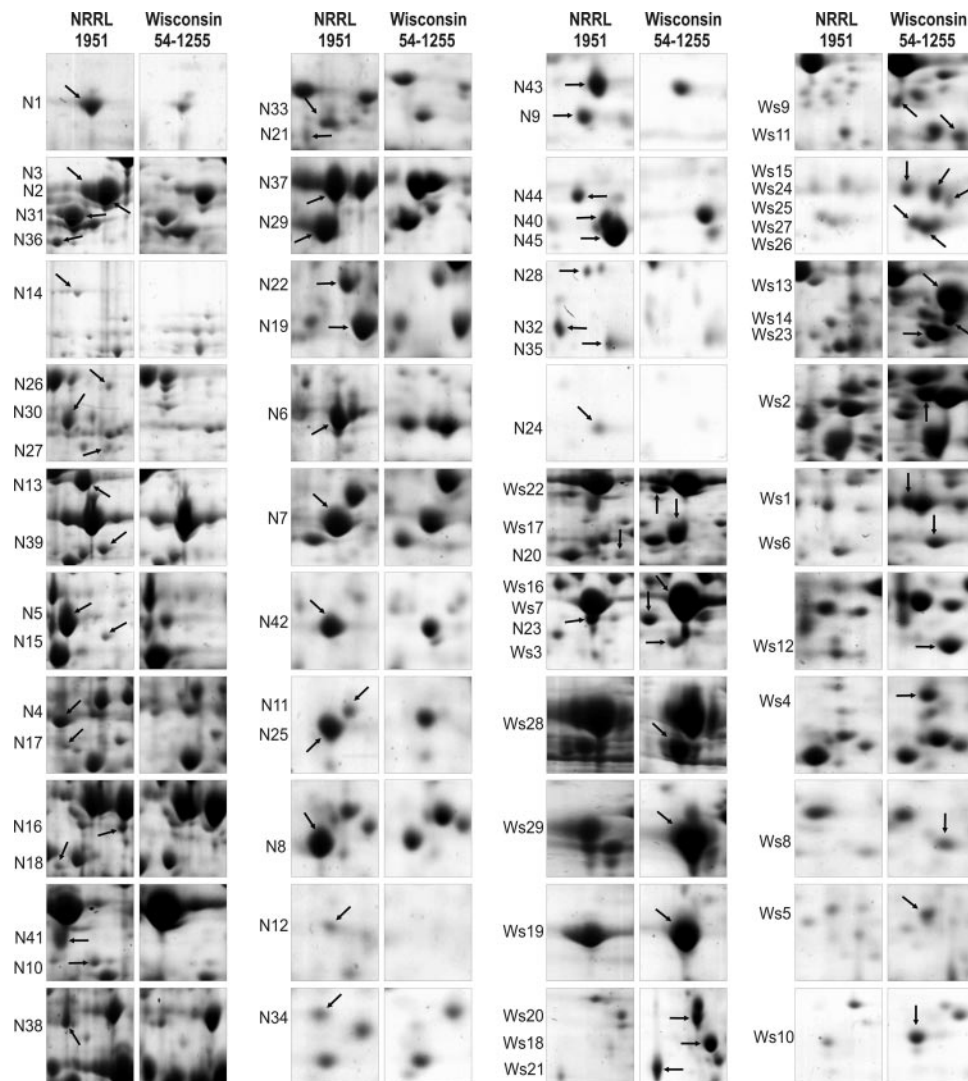 NRRL 1951
Wisconsin 54-1255
NRRL 1951
Wisconsin 54-1255
NRRL 1951
Wisconsin 54-1255
NRRL 1951
Wisconsin 54-1255
N1
N3
N2
N31
N36
N14
N26
N30
N27
N13
N39
N5
N15
N4
N17
N16
N18
N41
N10
N38
N33
N21
N37
N29
N22
N19
N6
N7
N42
N11
N25
N8
N12
N34
N43
N9
N44
N40
N45
N28
N32
N35
N24
Ws22
Ws17
N20
Ws16
Ws7
N23
Ws3
Ws28
Ws29
Ws19
Ws20
Ws18
Ws21
Ws9
Ws11
Ws15
Ws24
Ws25
Ws27
Ws26
Ws13
Ws14
Ws23
Ws2
Ws1
Ws6
Ws12
Ws4
Ws8
Ws5
Ws10